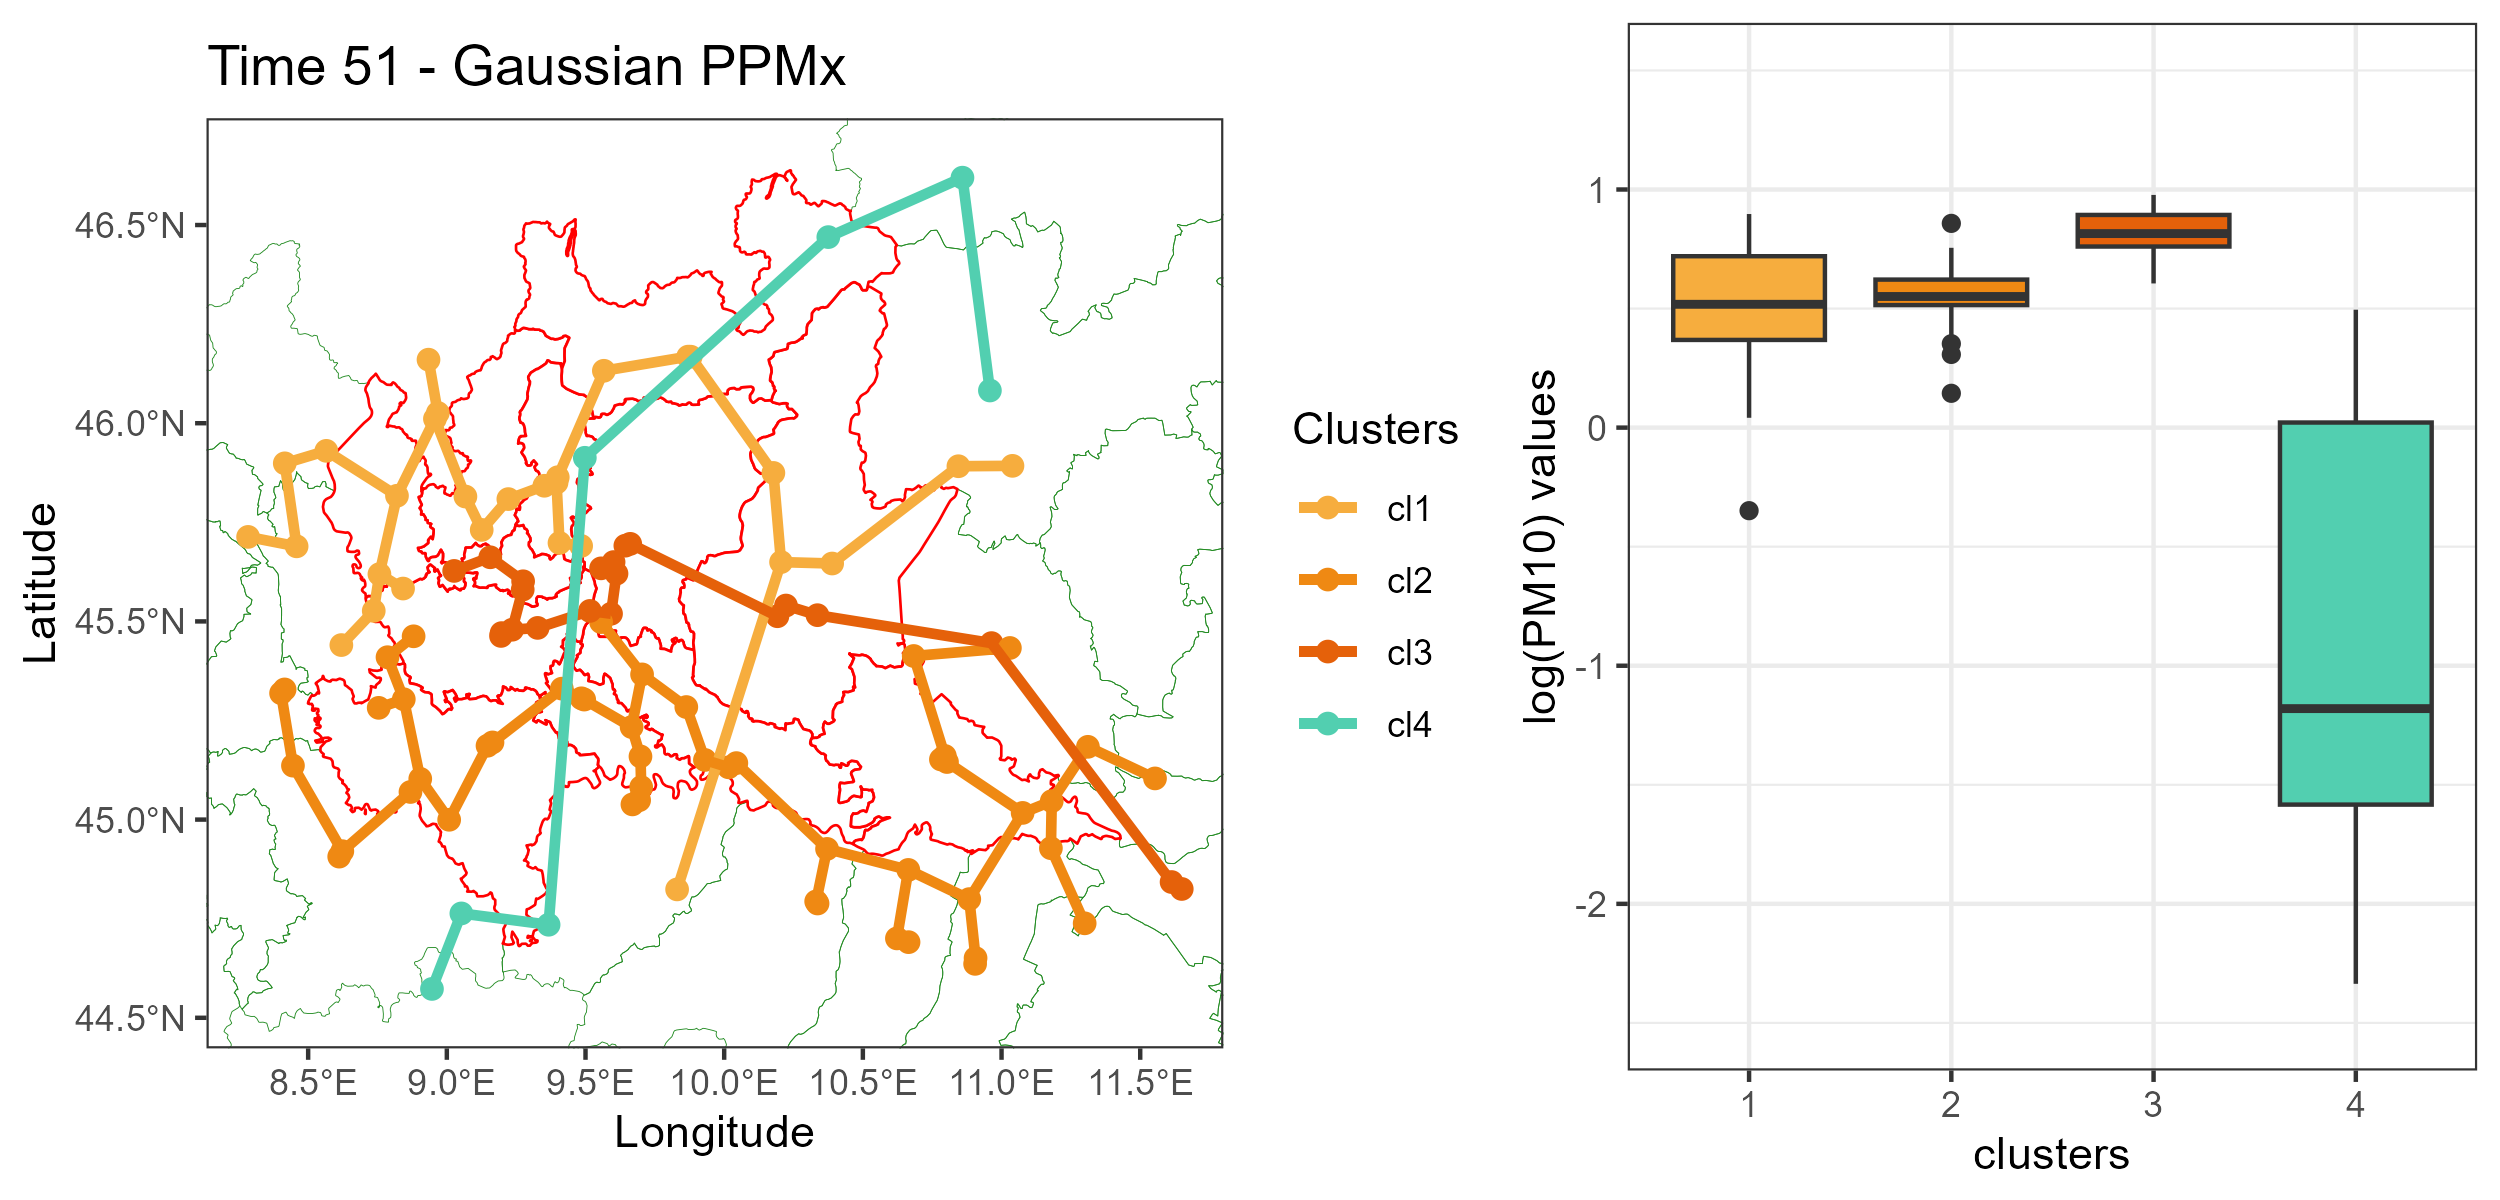 Time 51 - Gaussian PPMx
Latitude
46.5°N
46.0°N
45.5°N
45.0°N
44.5°N
8.5°E 9.0°E 9.5°E 10.0°E 10.5°E 11.0°E 11.5°E
Longitude
Clusters
cl1
cl2
cl3
cl4
log(PM10) values
1
0
-1
-2
1 2 3 4
clusters